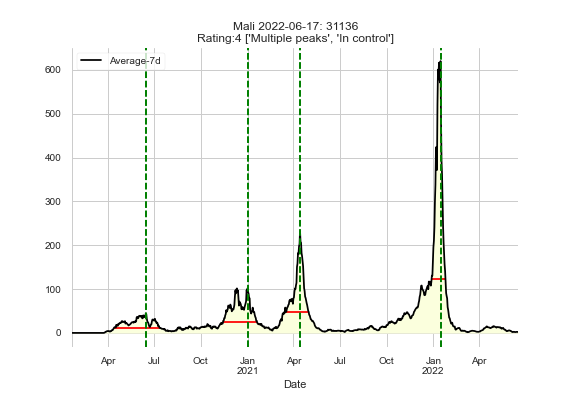 Mali 2022-06-17: 31136
Rating:4 ['Multiple peaks', 'In control']
Average-7d
600
500
400
300
200
100
0
Apr Jul Oct Jan Apr Jul Oct Jan Apr
2021 2022
Date